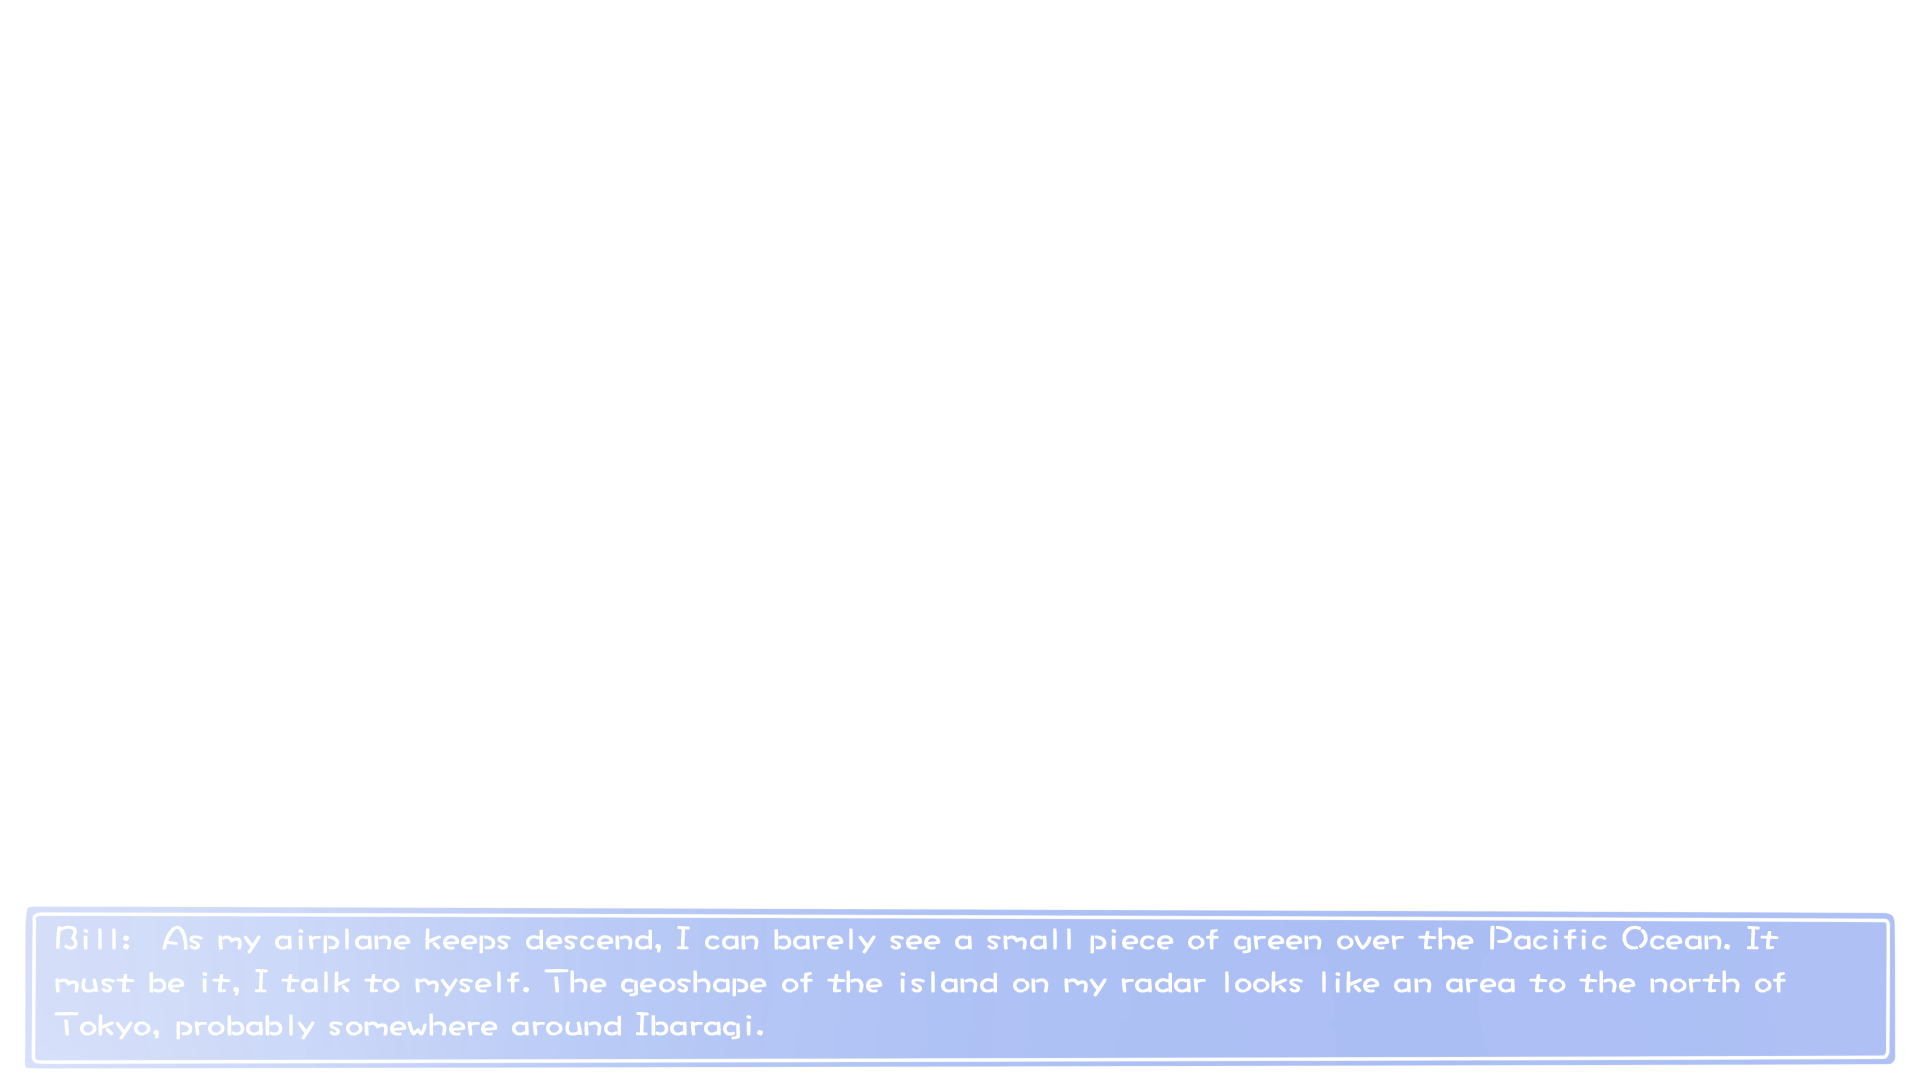 Bill:  As my airplane keeps descend, I can barely see a small piece of green over the Pacific Ocean. It
must be it, I talk to myself. The geoshape of the island on my radar looks like an area to the north of
Tokyo, probably somewhere around Ibaragi.